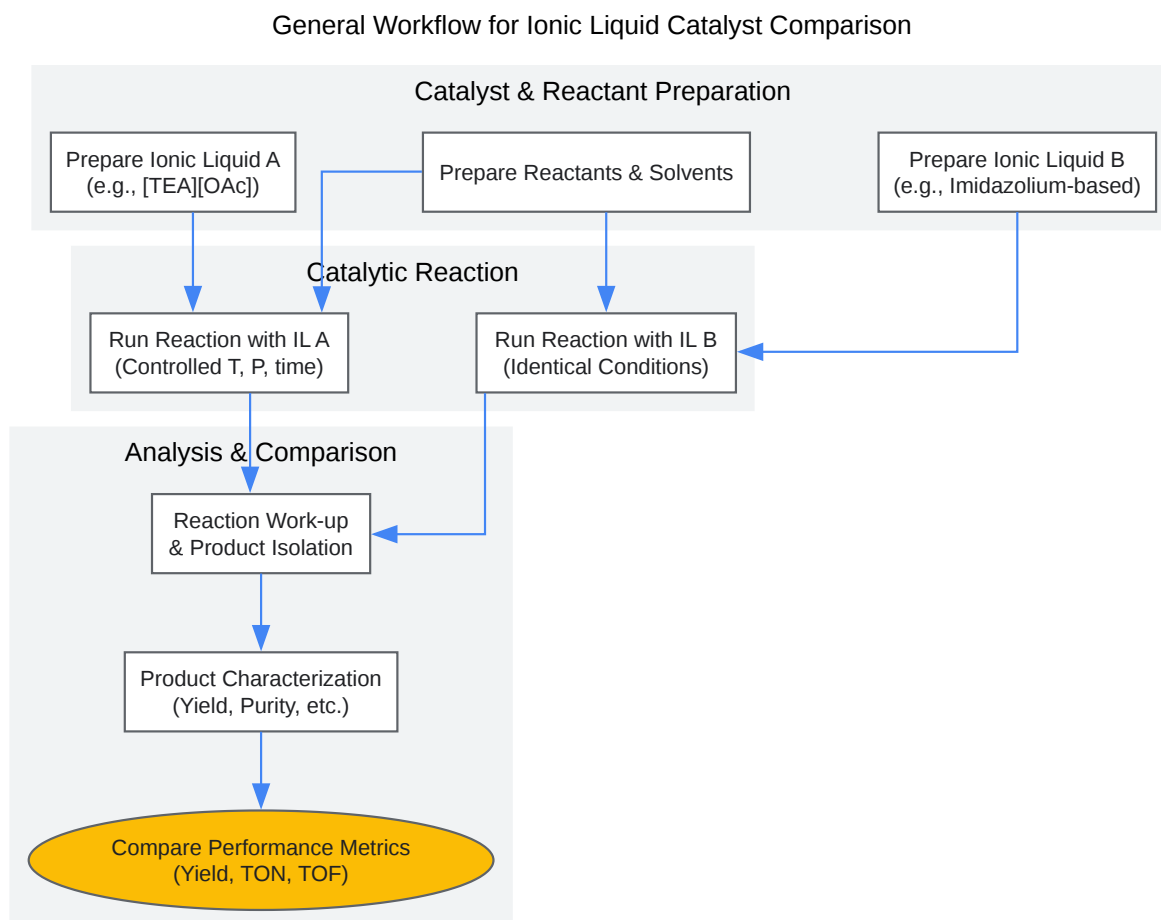 General Workflow for Ionic Liquid Catalyst Comparison
Catalyst & Reactant Preparation
Prepare Ionic Liquid A
(e.g., [TEA][OAc])
Prepare Reactants & Solvents
Prepare Ionic Liquid B
(e.g., Imidazolium-based)
Catalytic Reaction
Run Reaction with IL A
(Controlled T, P, time)
Run Reaction with IL B
(Identical Conditions)
Analysis & Comparison
Reaction Work-up
& Product Isolation
Product Characterization
(Yield, Purity, etc.)
Compare Performance Metrics
(Yield, TON, TOF)